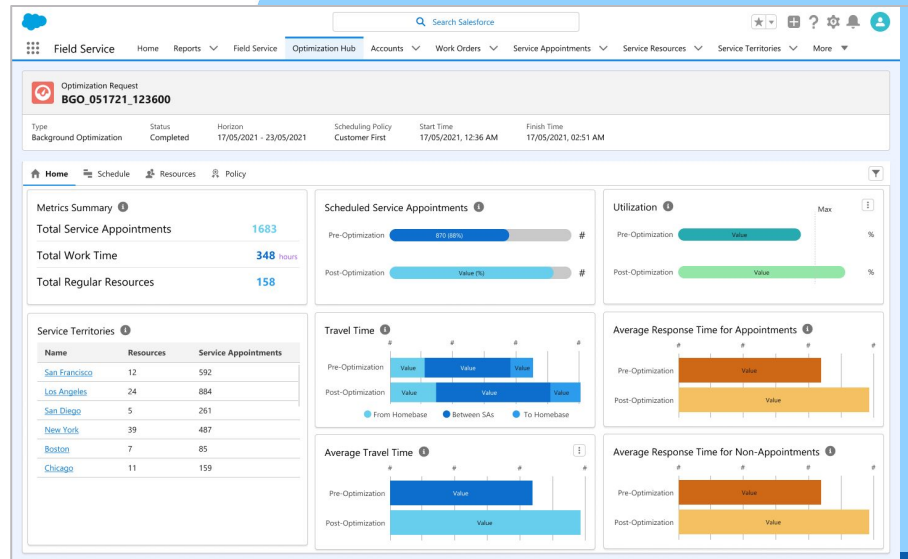 Search Salesforce
Field Service Home Reports Field Service Optimization Hub Accounts Work Orders Service Appointments Service Resources Service Territories More
Optimization Request
BGO_051721_123600
Type Status Horizon Scheduling Policy Start Time Finish Time
Background Optimization Completed 17/05/2021 - 23/05/2021 Customer First 17/05/2021, 12:36 AM 17/05/2021, 02:51 AM
Home Schedule Resources Policy
Metrics Summary
Total Service Appointments 1683
Total Work Time 348 hours
Total Regular Resources 158
Scheduled Service Appointments
Pre-Optimization 870 (88%) #
Post-Optimization Value (%) #
Utilization Max
Pre-Optimization Value %
Post-Optimization Value %
Service Territories
Name Resources Service Appointments
San Francisco 12 592
Los Angeles 24 884
San Diego 5 261
New York 39 487
Boston 7 85
Chicago 11 159
Travel Time
# # # #
Pre-Optimization Value Value Value
Post-Optimization Value Value Value
From Homebase Between SAs To Homebase
Average Response Time for Appointments
# # # #
Pre-Optimization Value
Post-Optimization Value
Average Travel Time
# # # #
Pre-Optimization Value
Post-Optimization Value
Average Response Time for Non-Appointments
# # # #
Pre-Optimization Value
Post-Optimization Value